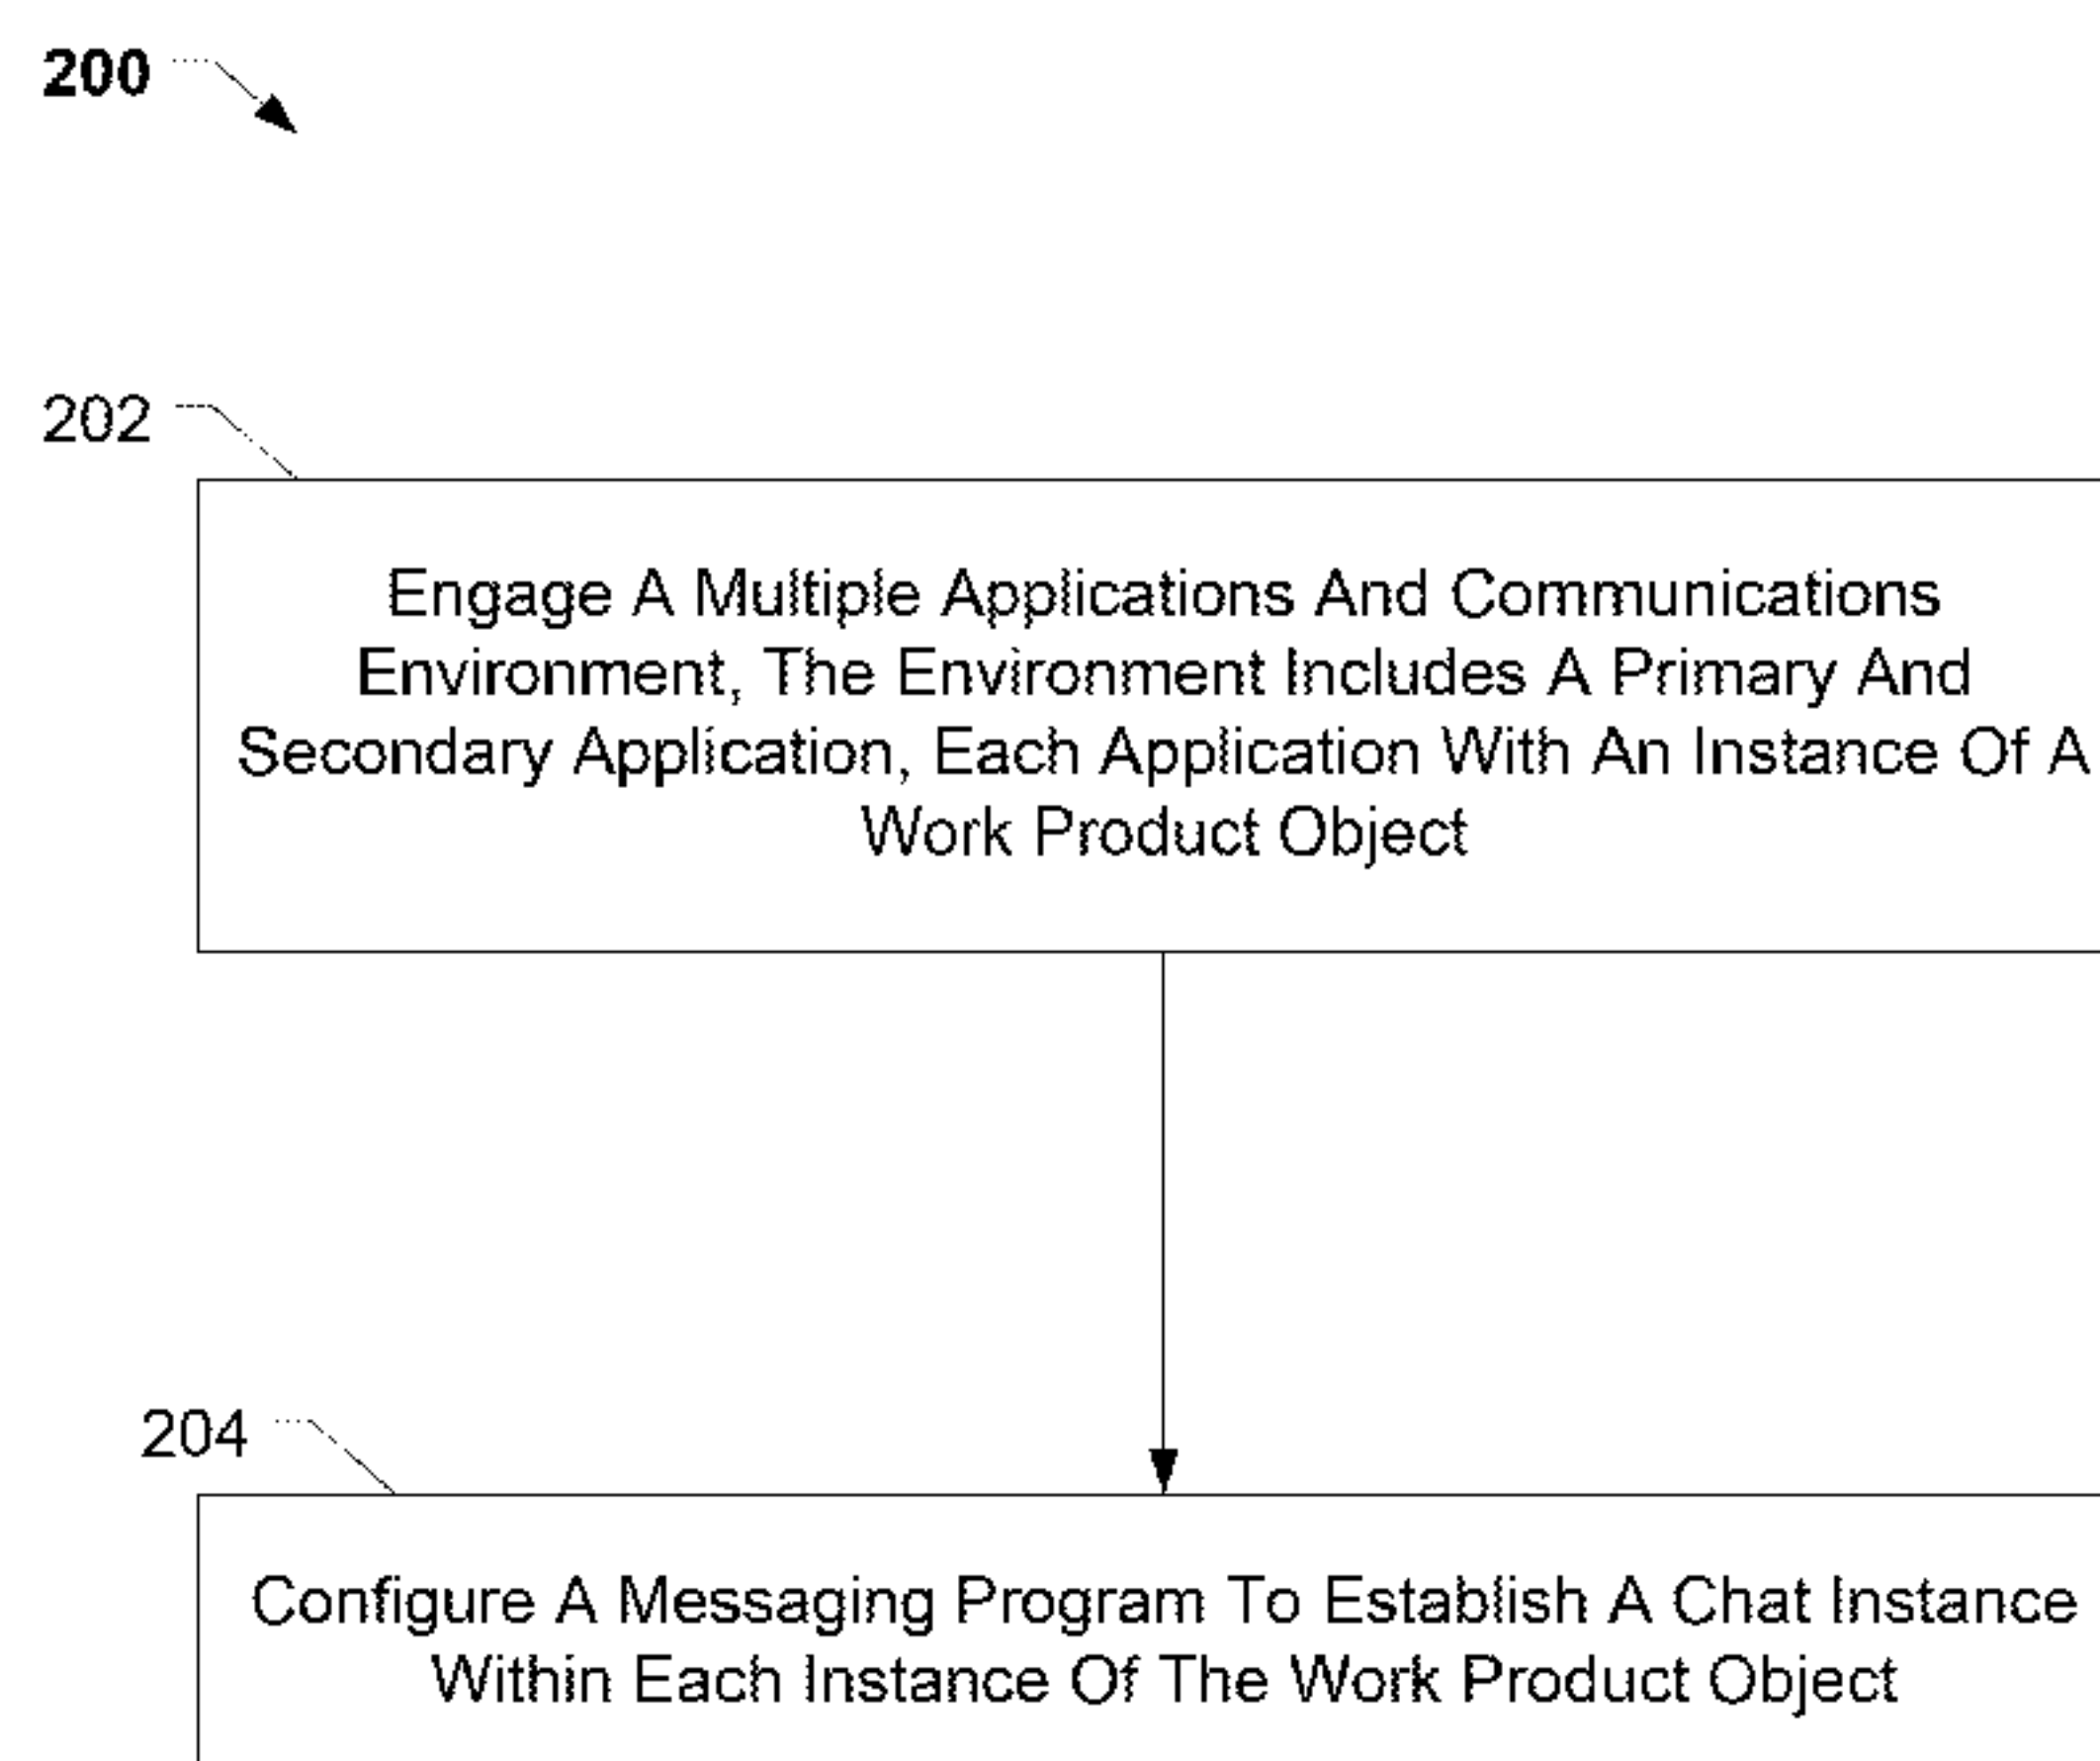 200
202
Engage A Multiple Applications And Communications
Environment, The Environment Includes A Primary And
Secondary Application, Each Application With An Instance Of A
Work Product Object
204
Configure A Messaging Program To Establish A Chat Instance
Within Each Instance Of The Work Product Object